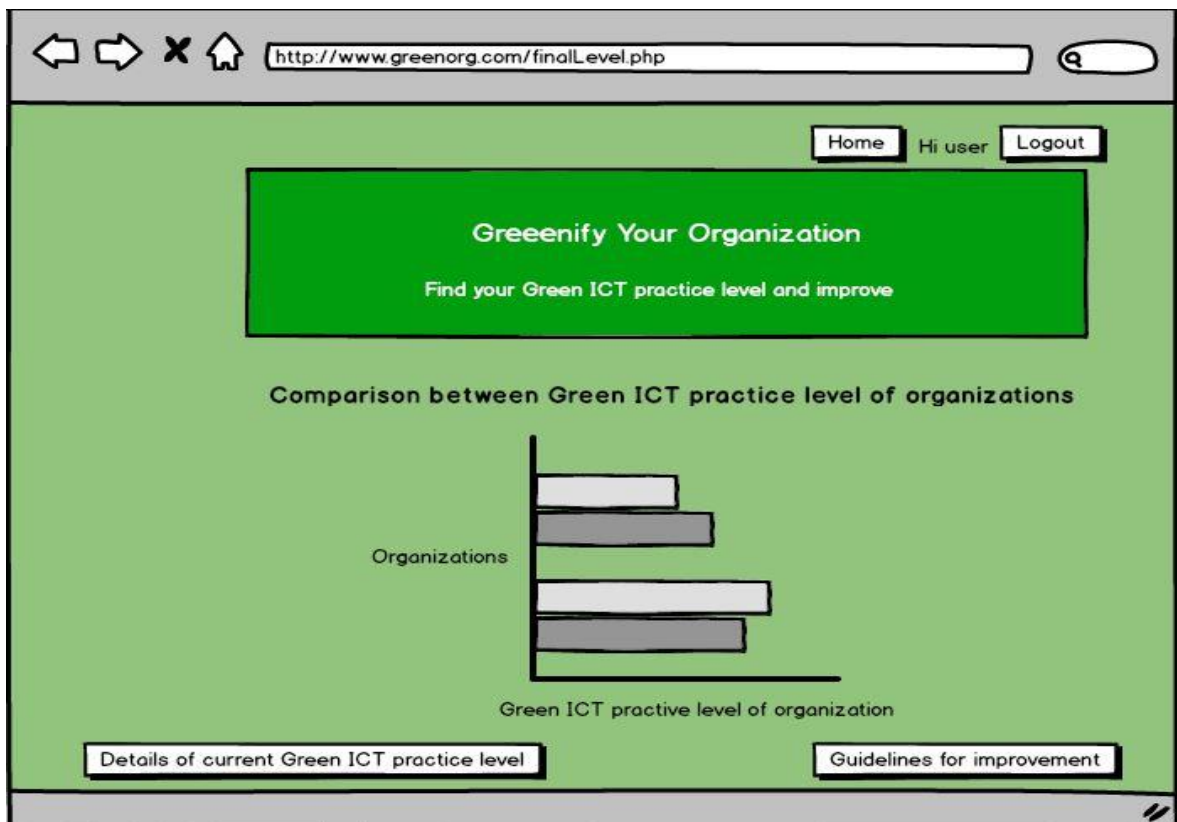 http://www.greenorg.com/finalLevel.php
Home Hi user Logout
Greeenify Your Organization
Find your Green ICT practice level and improve
Comparison between Green ICT practice level of organizations
Organizations
Green ICT practive level of organization
Details of current Green ICT practice level
Guidelines for improvement